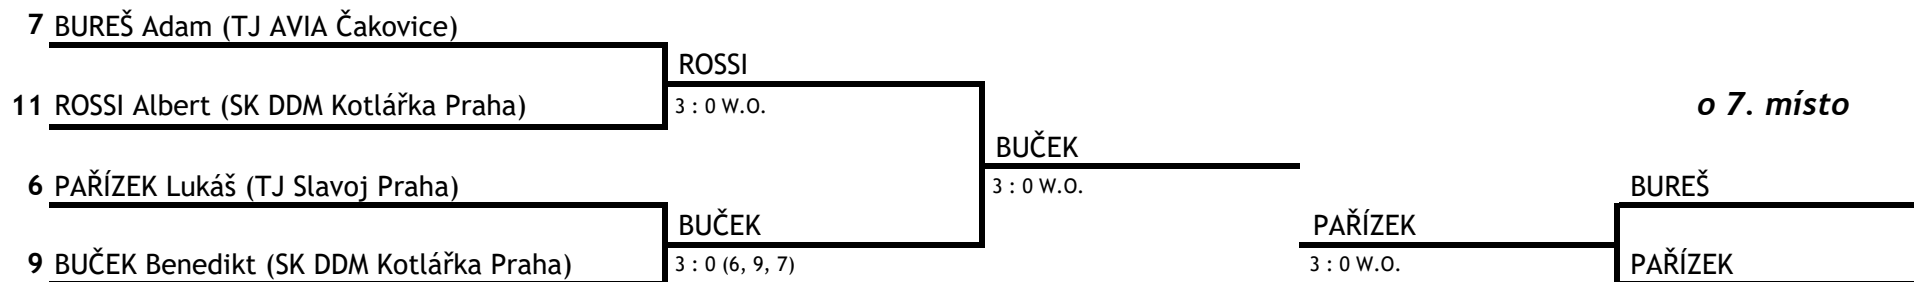 7 BUREŠ Adam (TJ AVIA Čakovice)
ROSSI
11 ROSSI Albert (SK DDM Kotlářka Praha)
3 : 0 W.O.
o 7. místo
BUČEK
6 PAŘÍZEK Lukáš (TJ Slavoj Praha)
3 : 0 W.O.
BUREŠ
BUČEK
PAŘÍZEK
9 BUČEK Benedikt (SK DDM Kotlářka Praha)
3 : 0 (6, 9, 7)
3 : 0 W.O.
PAŘÍZEK